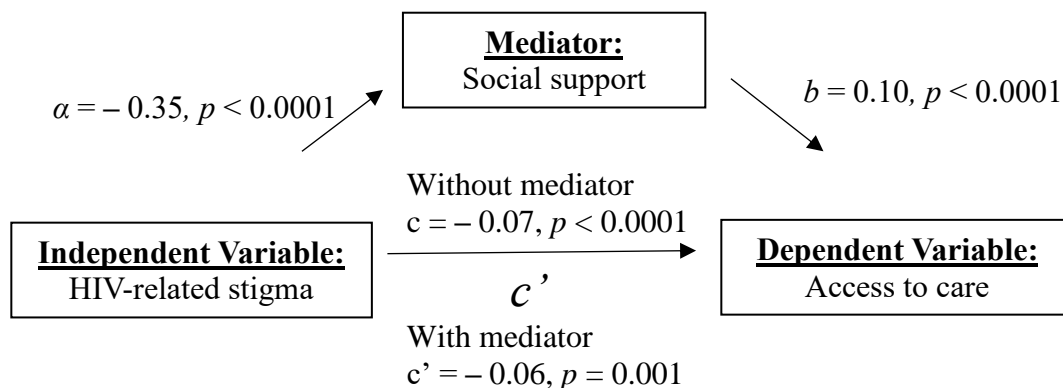 Mediator:
Social support
α = – 0.35, p < 0.0001
b = 0.10, p < 0.0001
Without mediator
c = – 0.07, p < 0.0001
Independent Variable:
HIV-related stigma
Dependent Variable:
Access to care
c’
With mediator
c’ = – 0.06, p = 0.001